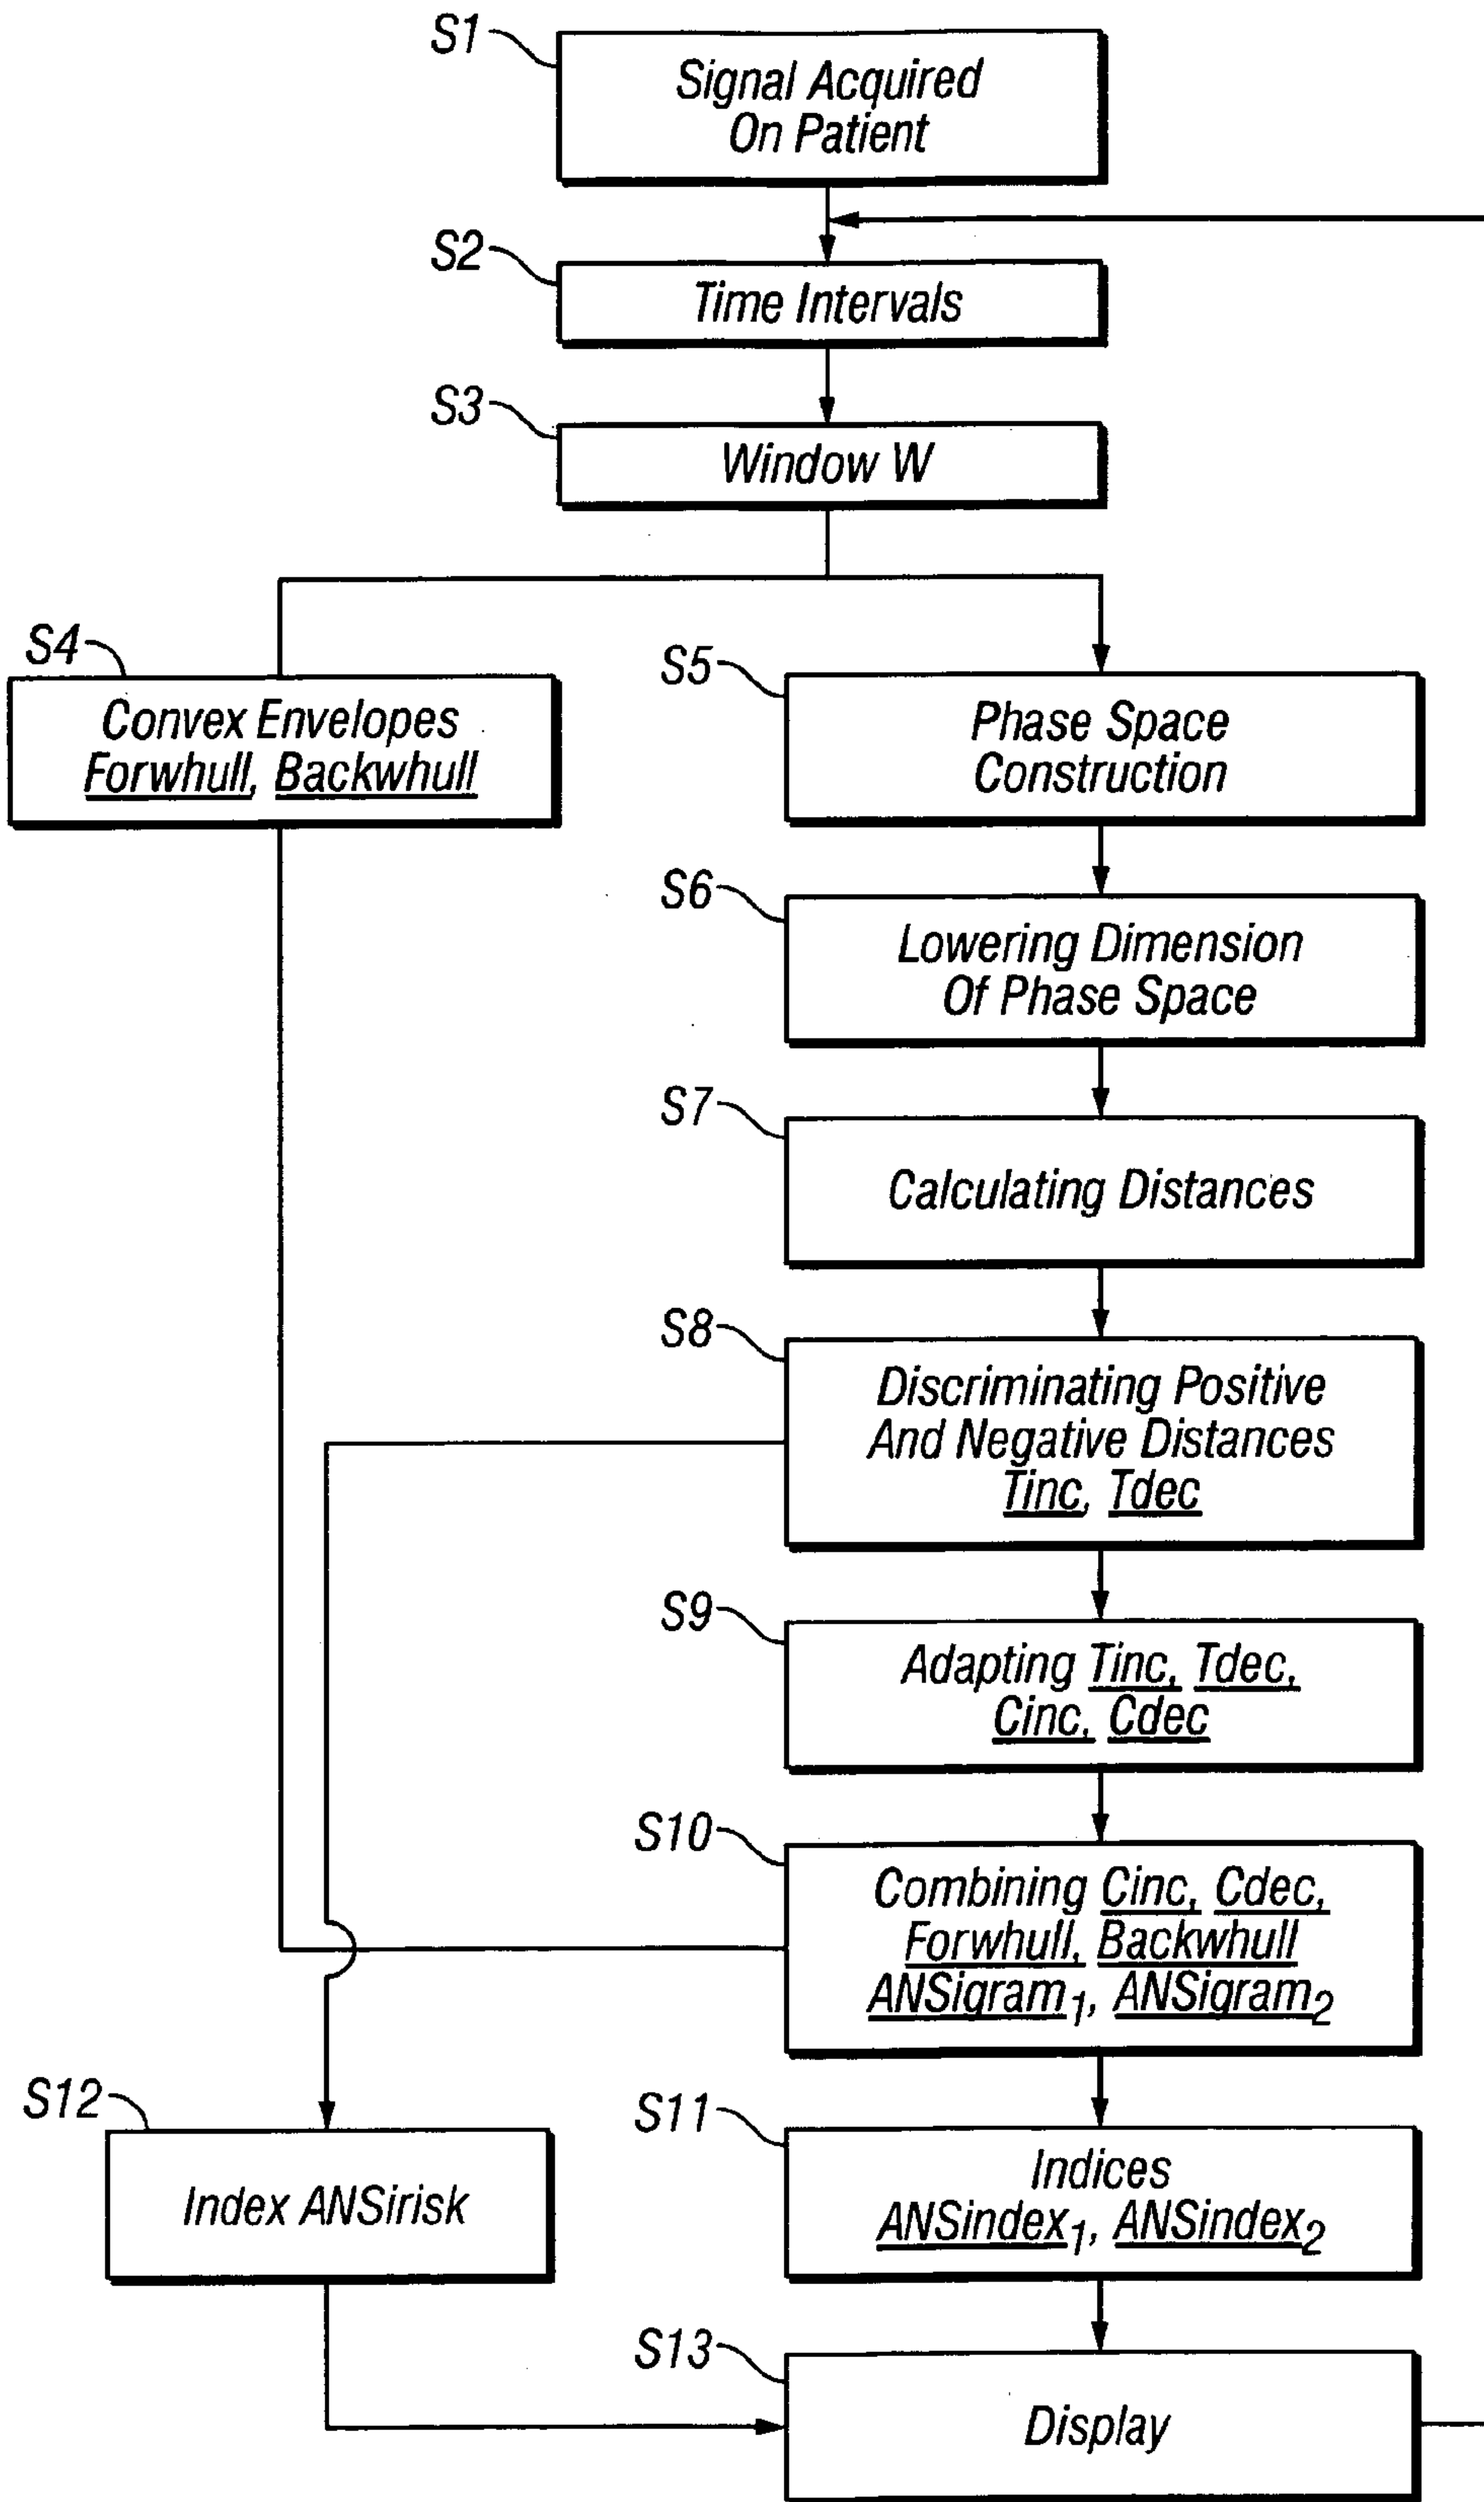 S1
Signal Acquired
On Patient
S2
Time Intervals
S3
Window W
S4
Convex Envelopes
Forwhull, Backwhull
S5
Phase Space
Construction
S6
Lowering Dimension
Of Phase Space
S7
Calculating Distances
S8
Discriminating Positive
And Negative Distances
Tinc, Tdec
S9
Adapting Tinc, Tdec,
Cinc, Cdec
S10
Combining Cinc, Cdec,
Forwhull, Backwhull
ANSigram1, ANSigram2
S12
Index ANSirisk
S11
Indices
ANSindex1, ANSindex2
S13
Display